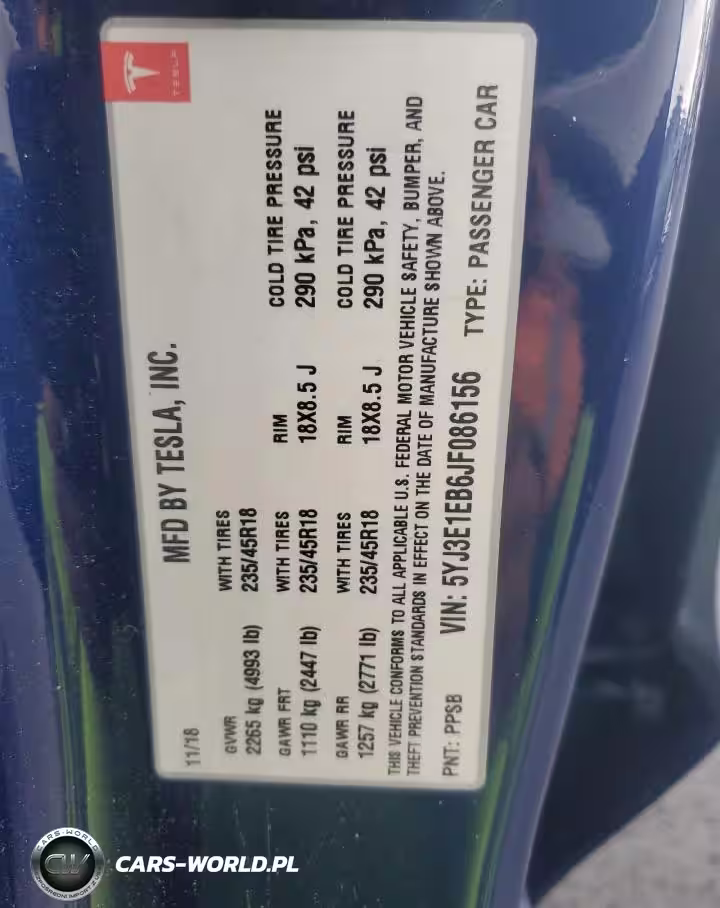 TESLA
MFD BY TESLA, INC.
11/18
GVWR WITH TIRES
2265 kg (4993 lb) 235/45R18
GAWR FRT WITH TIRES RIM COLD TIRE PRESSURE
1110 kg (2447 lb) 235/45R18 18X8.5 J 290 kPa, 42 psi
GAWR RR WITH TIRES RIM COLD TIRE PRESSURE
1257 kg (2771 lb) 235/45R18 18X8.5 J 290 kPa, 42 psi
THIS VEHICLE CONFORMS TO ALL APPLICABLE U.S. FEDERAL MOTOR VEHICLE SAFETY, BUMPER, AND
THEFT PREVENTION STANDARDS IN EFFECT ON THE DATE OF MANUFACTURE SHOWN ABOVE.
PNT: PPSB VIN: 5YJ3E1EB6JF086156 TYPE: PASSENGER CAR
CARS-WORLD
CW
CARS-WORLD.PL